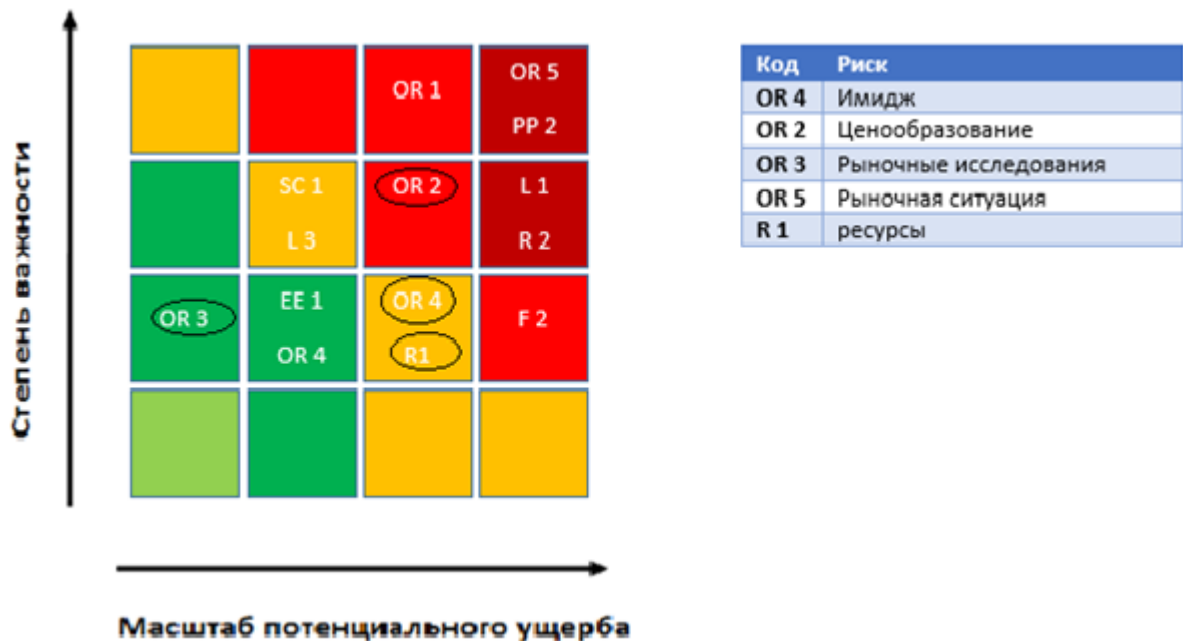 Степень важности
OR 1
OR 5
PP 2
SC 1
L 3
OR 2
L 1
R 2
OR 3
EE 1
OR 4
OR 4
R1
F 2
Масштаб потенциального ущерба
Код Риск
OR 4 Имидж
OR 2 Ценообразование
OR 3 Рыночные исследования
OR 5 Рыночная ситуация
R 1 ресурсы